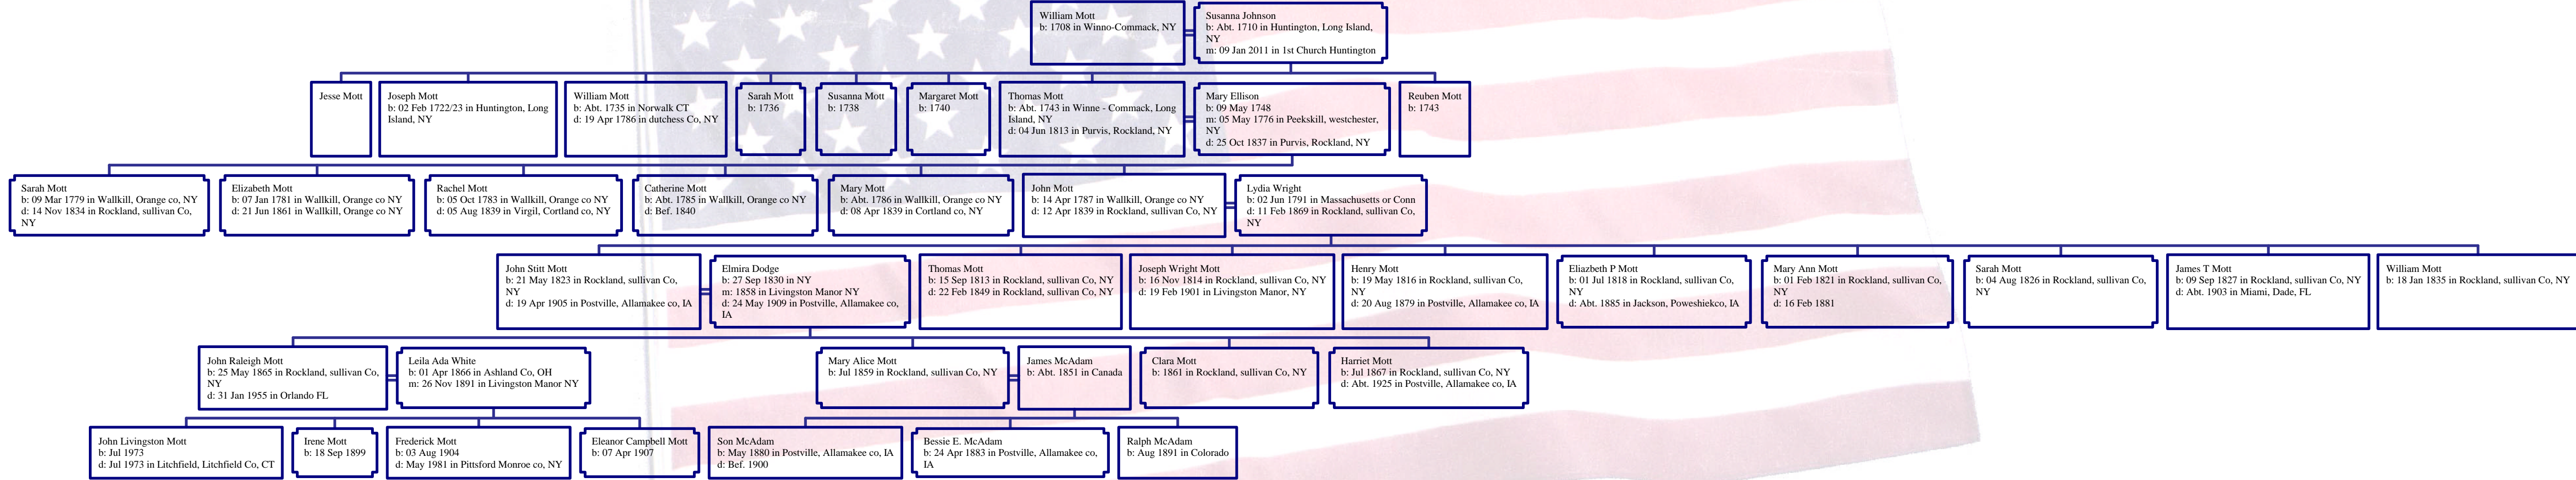 William Mott
b: 1708 in Winno-Commack, NY
Susanna Johnson
b: Abt. 1710 in Huntington, Long Island,
NY
m: 09 Jan 2011 in 1st Church Huntington
Jesse Mott
Joseph Mott
b: 02 Feb 1722/23 in Huntington, Long
Island, NY
William Mott
b: Abt. 1735 in Norwalk CT
d: 19 Apr 1786 in dutchess Co, NY
Sarah Mott
b: 1736
Susanna Mott
b: 1738
Margaret Mott
b: 1740
Thomas Mott
b: Abt. 1743 in Winne - Commack, Long
Island, NY
d: 04 Jun 1813 in Purvis, Rockland, NY
Mary Ellison
b: 09 May 1748
m: 05 May 1776 in Peekskill, westchester,
NY
d: 25 Oct 1837 in Purvis, Rockland, NY
Reuben Mott
b: 1743
Sarah Mott
b: 09 Mar 1779 in Wallkill, Orange co, NY
d: 14 Nov 1834 in Rockland, sullivan Co,
NY
Elizabeth Mott
b: 07 Jan 1781 in Wallkill, Orange co NY
d: 21 Jun 1861 in Wallkill, Orange co NY
Rachel Mott
b: 05 Oct 1783 in Wallkill, Orange co NY
d: 05 Aug 1839 in Virgil, Cortland co, NY
Catherine Mott
b: Abt. 1785 in Wallkill, Orange co NY
d: Bef. 1840
Mary Mott
b: Abt. 1786 in Wallkill, Orange co NY
d: 08 Apr 1839 in Cortland co, NY
John Mott
b: 14 Apr 1787 in Wallkill, Orange co NY
d: 12 Apr 1839 in Rockland, sullivan Co, NY
Lydia Wright
b: 02 Jun 1791 in Massachusetts or Conn
d: 11 Feb 1869 in Rockland, sullivan Co,
NY
John Stitt Mott
b: 21 May 1823 in Rockland, sullivan Co,
NY
d: 19 Apr 1905 in Postville, Allamakee co, IA
Elmira Dodge
b: 27 Sep 1830 in NY
m: 1858 in Livingston Manor NY
d: 24 May 1909 in Postville, Allamakee co,
IA
Thomas Mott
b: 15 Sep 1813 in Rockland, sullivan Co, NY
d: 22 Feb 1849 in Rockland, sullivan Co, NY
Joseph Wright Mott
b: 16 Nov 1814 in Rockland, sullivan Co, NY
d: 19 Feb 1901 in Livingston Manor, NY
Henry Mott
b: 19 May 1816 in Rockland, sullivan Co,
NY
d: 20 Aug 1879 in Postville, Allamakee co, IA
Eliazbeth P Mott
b: 01 Jul 1818 in Rockland, sullivan Co,
NY
d: Abt. 1885 in Jackson, Poweshiekco, IA
Mary Ann Mott
b: 01 Feb 1821 in Rockland, sullivan Co,
NY
d: 16 Feb 1881
Sarah Mott
b: 04 Aug 1826 in Rockland, sullivan Co,
NY
James T Mott
b: 09 Sep 1827 in Rockland, sullivan Co, NY
d: Abt. 1903 in Miami, Dade, FL
William Mott
b: 18 Jan 1835 in Rockland, sullivan Co, NY
John Raleigh Mott
b: 25 May 1865 in Rockland, sullivan Co,
NY
d: 31 Jan 1955 in Orlando FL
Leila Ada White
b: 01 Apr 1866 in Ashland Co, OH
m: 26 Nov 1891 in Livingston Manor NY
Mary Alice Mott
b: Jul 1859 in Rockland, sullivan Co, NY
James McAdam
b: Abt. 1851 in Canada
Clara Mott
b: 1861 in Rockland, sullivan Co, NY
Harriet Mott
b: Jul 1867 in Rockland, sullivan Co, NY
d: Abt. 1925 in Postville, Allamakee co, IA
John Livingston Mott
b: Jul 1973
d: Jul 1973 in Litchfield, Litchfield Co, CT
Irene Mott
b: 18 Sep 1899
Frederick Mott
b: 03 Aug 1904
d: May 1981 in Pittsford Monroe co, NY
Eleanor Campbell Mott
b: 07 Apr 1907
Son McAdam
b: May 1880 in Postville, Allamakee co, IA
d: Bef. 1900
Bessie E. McAdam
b: 24 Apr 1883 in Postville, Allamakee co,
IA
Ralph McAdam
b: Aug 1891 in Colorado